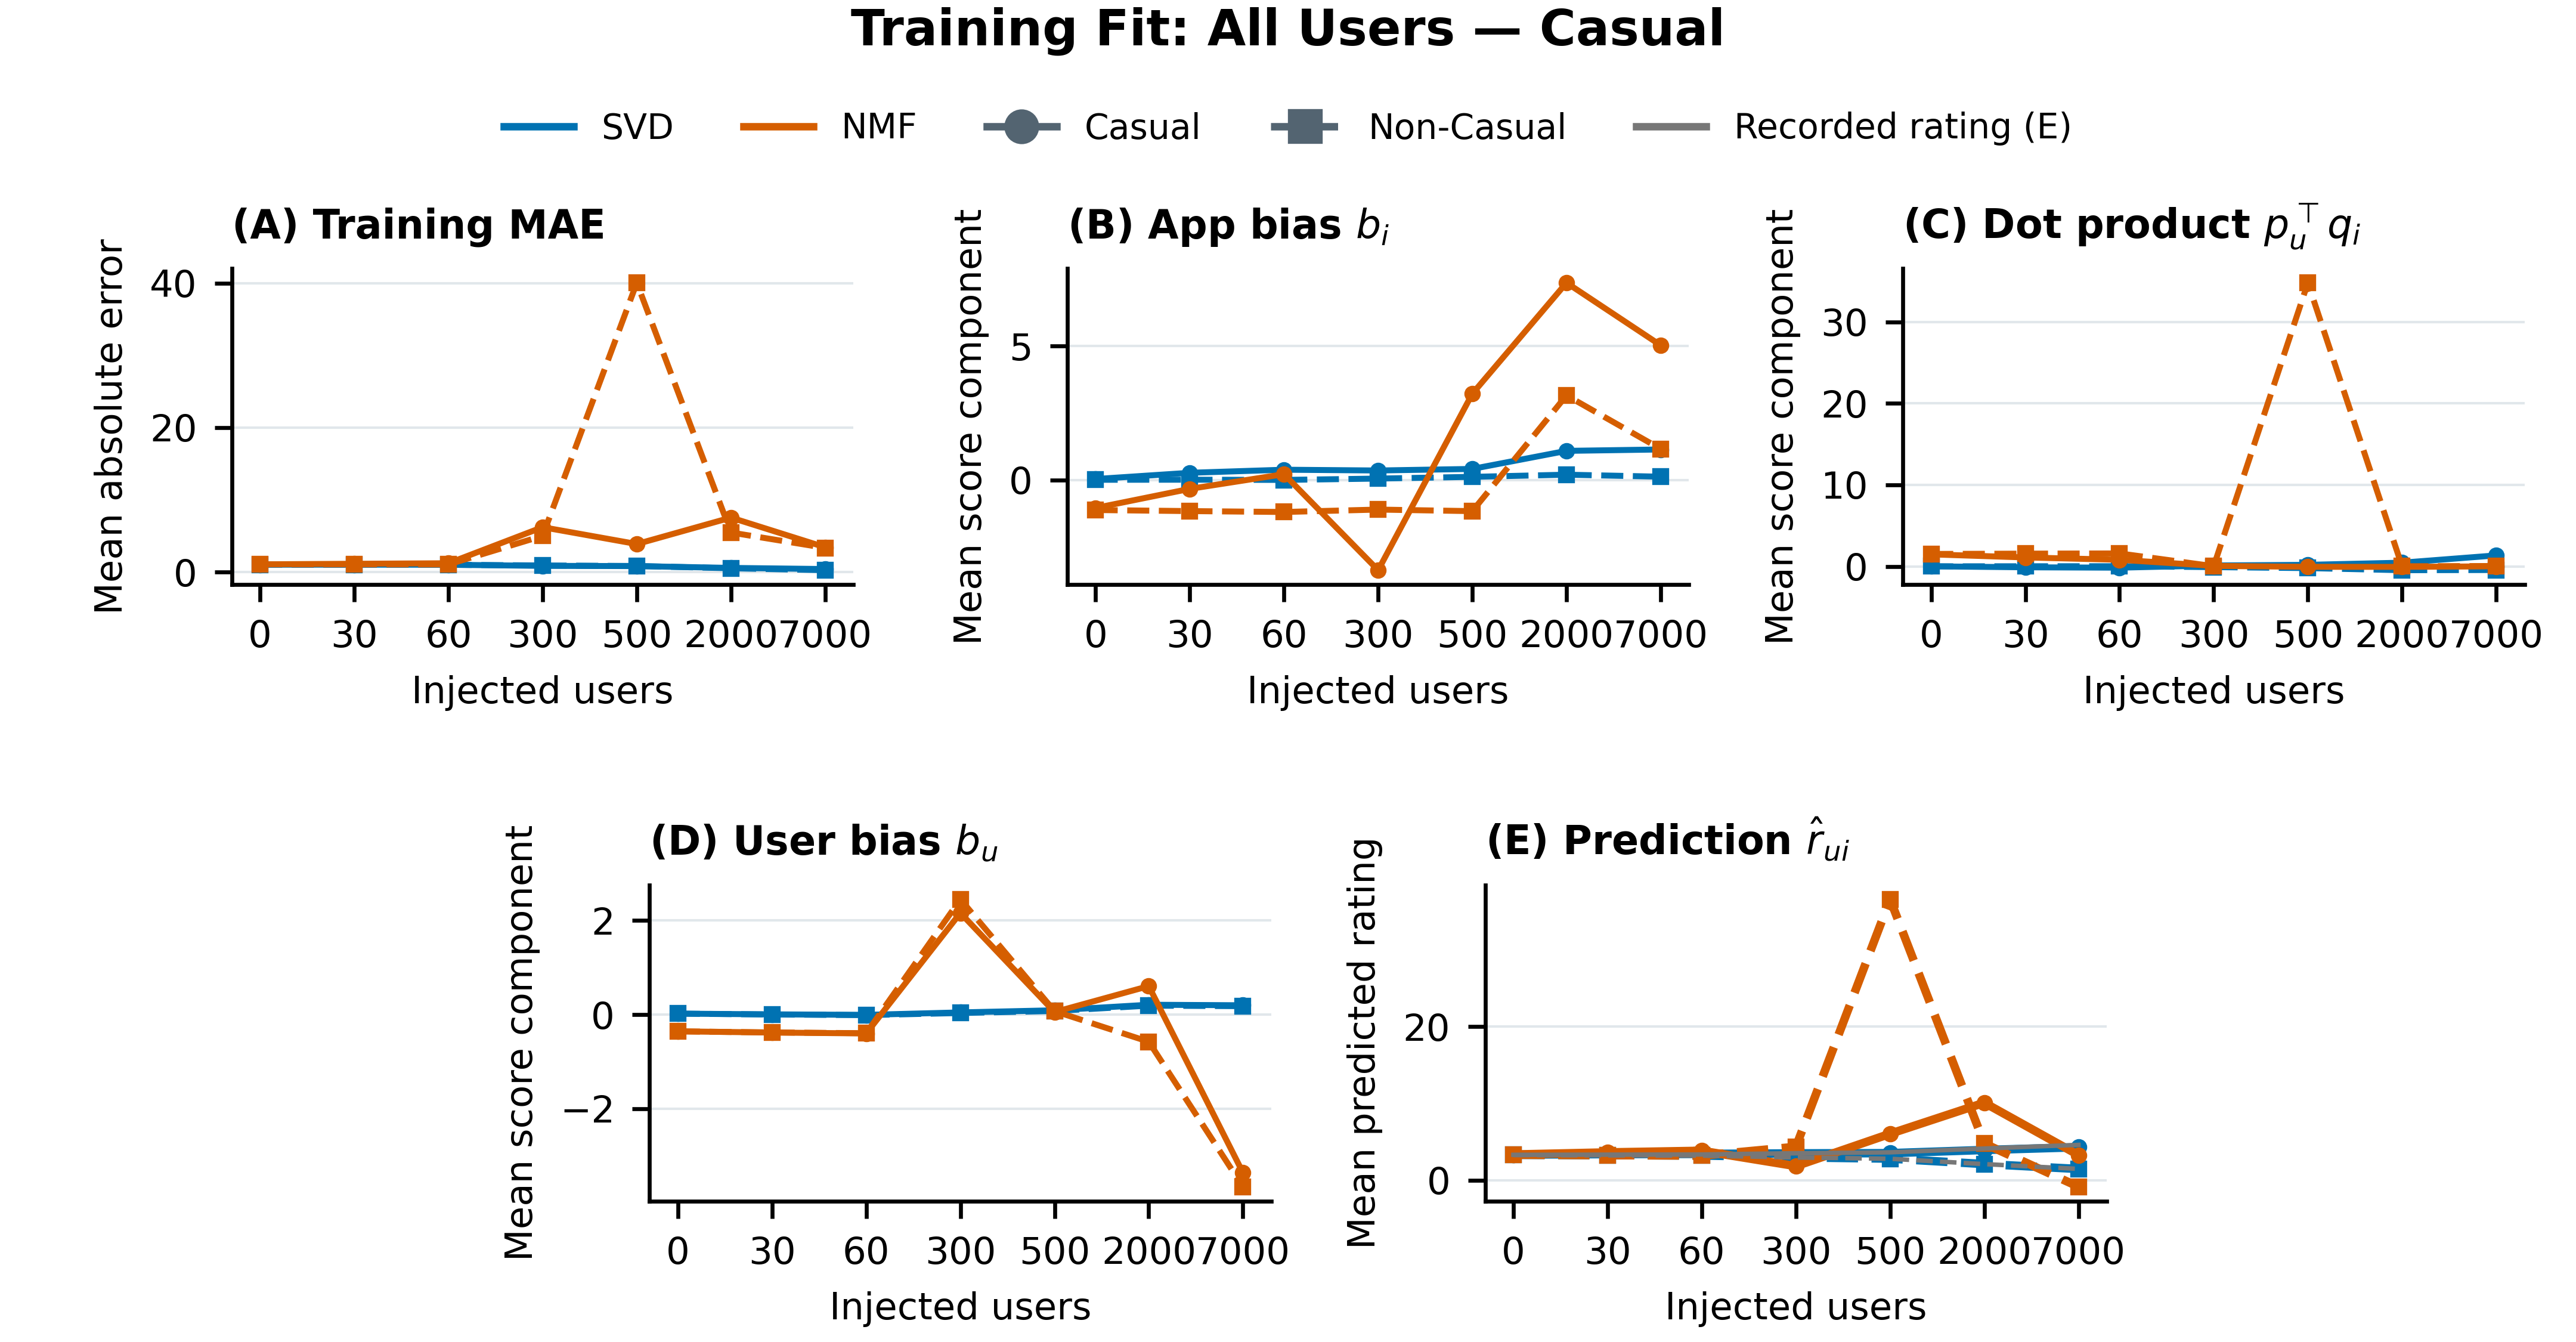 Training Fit: All Users — Casual
SVD NMF Casual Non-Casual Recorded rating (E)
(A) Training MAE
Mean absolute error
40
20
0
0 30 60 300 500 2000 7000
Injected users
(B) App bias b_i
Mean score component
5
0
0 30 60 300 500 2000 7000
Injected users
(C) Dot product p_u^⊤ q_i
Mean score component
30
20
10
0
0 30 60 300 500 2000 7000
Injected users
(D) User bias b_u
Mean score component
2
0
−2
0 30 60 300 500 2000 7000
Injected users
(E) Prediction r̂_ui
Mean predicted rating
20
0
0 30 60 300 500 2000 7000
Injected users